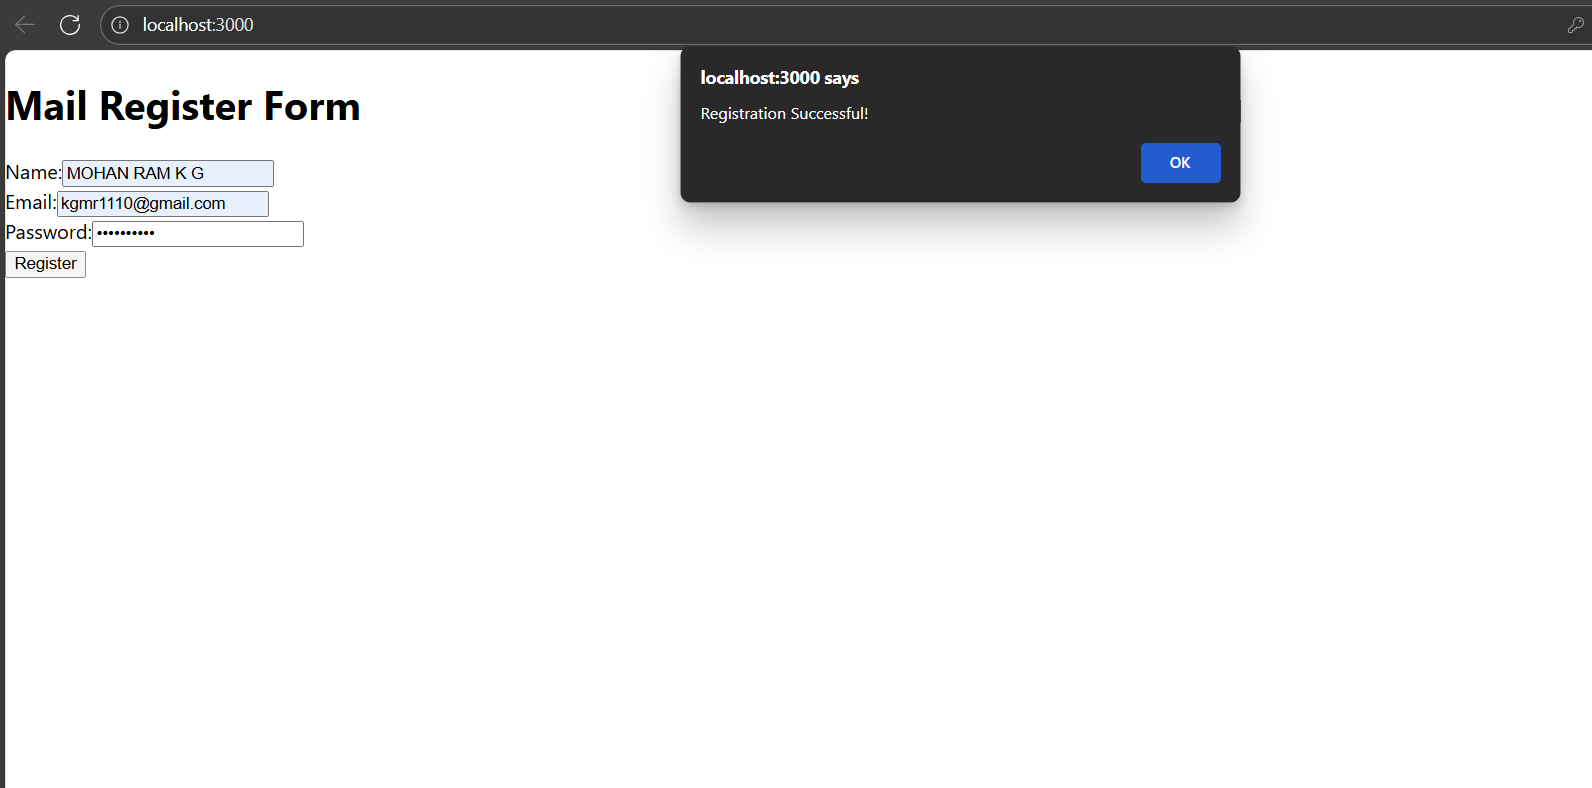 localhost:3000
localhost:3000 says
Registration Successful!
OK
Mail Register Form
Name: MOHAN RAM K G
Email: kgmr1110@gmail.com
Password: ••••••••••
Register